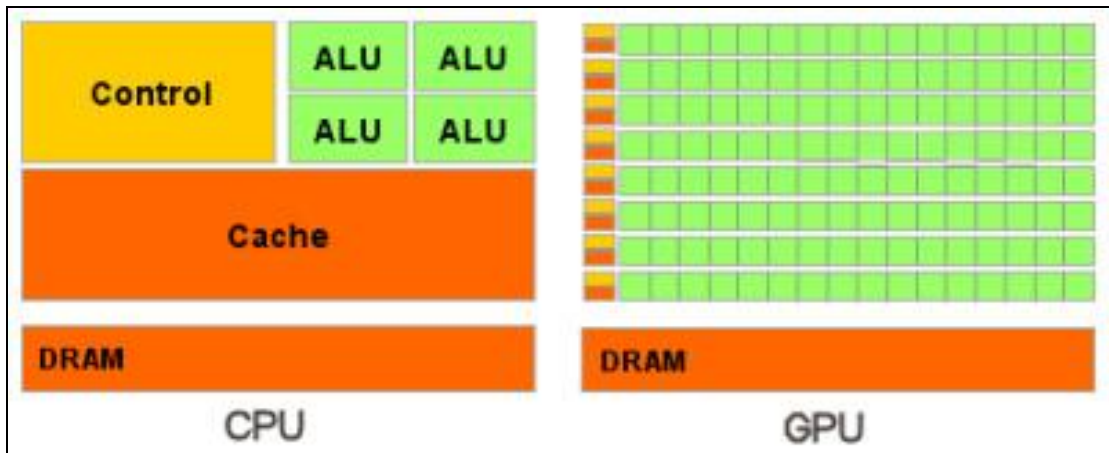 Control
ALU ALU
ALU ALU
Cache
DRAM
CPU
DRAM
GPU